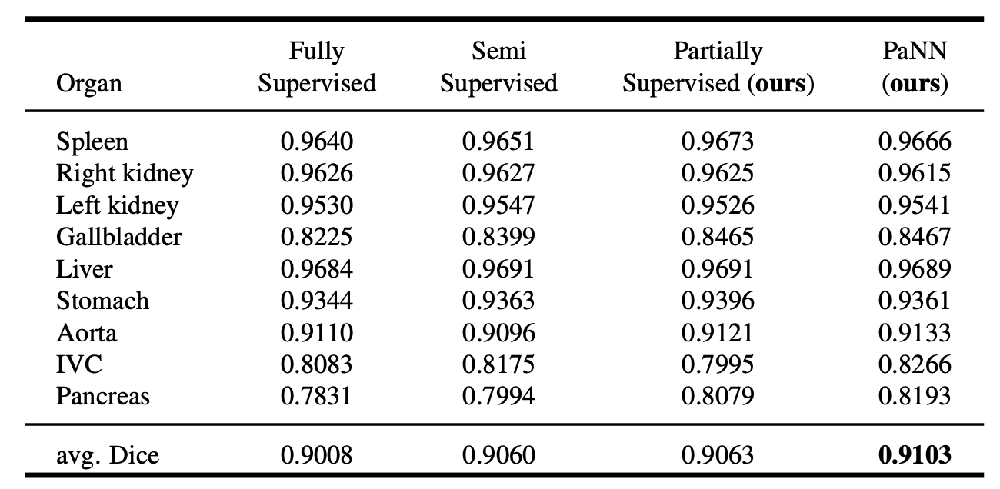 Fully Semi Partially PaNN
Organ Supervised Supervised Supervised (ours) (ours)
Spleen 0.9640 0.9651 0.9673 0.9666
Right kidney 0.9626 0.9627 0.9625 0.9615
Left kidney 0.9530 0.9547 0.9526 0.9541
Gallbladder 0.8225 0.8399 0.8465 0.8467
Liver 0.9684 0.9691 0.9691 0.9689
Stomach 0.9344 0.9363 0.9396 0.9361
Aorta 0.9110 0.9096 0.9121 0.9133
IVC 0.8083 0.8175 0.7995 0.8266
Pancreas 0.7831 0.7994 0.8079 0.8193
avg. Dice 0.9008 0.9060 0.9063 0.9103